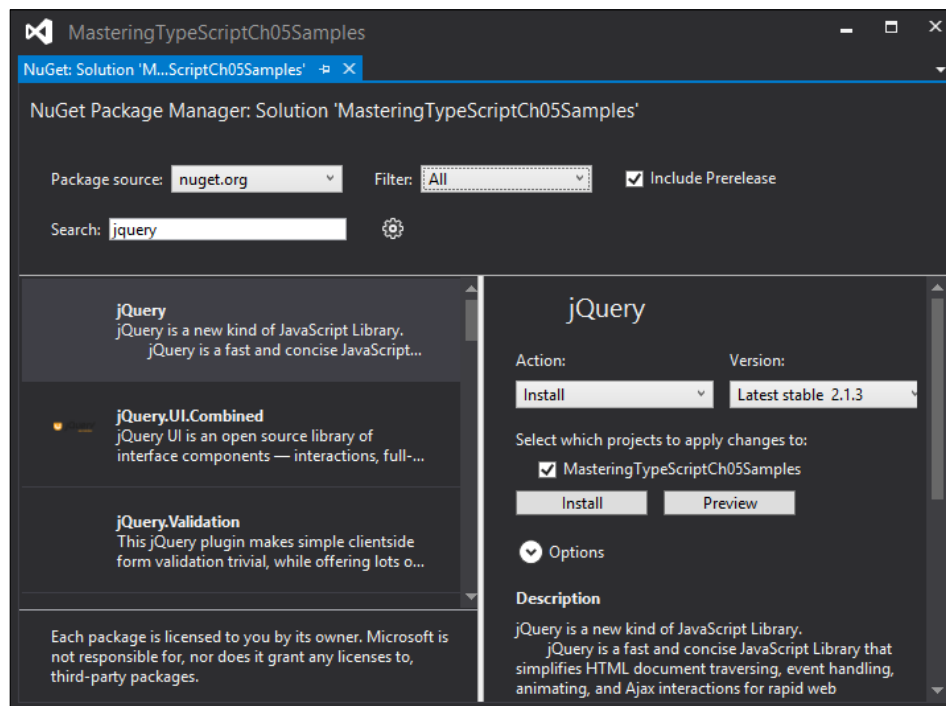 MasteringTypeScriptCh05Samples
NuGet: Solution 'M...ScriptCh05Samples'
NuGet Package Manager: Solution 'MasteringTypeScriptCh05Samples'
Package source: nuget.org Filter: All Include Prerelease
Search: jquery
jQuery
jQuery is a new kind of JavaScript Library.
jQuery is a fast and concise JavaScript...
jQuery.UI.Combined
jQuery UI is an open source library of
interface components — interactions, full-...
jQuery.Validation
This jQuery plugin makes simple clientside
form validation trivial, while offering lots o...
Each package is licensed to you by its owner. Microsoft is
not responsible for, nor does it grant any licenses to,
third-party packages.
jQuery
Action: Version:
Install Latest stable 2.1.3
Select which projects to apply changes to:
MasteringTypeScriptCh05Samples
Install Preview
Options
Description
jQuery is a new kind of JavaScript Library.
jQuery is a fast and concise JavaScript Library that
simplifies HTML document traversing, event handling,
animating, and Ajax interactions for rapid web